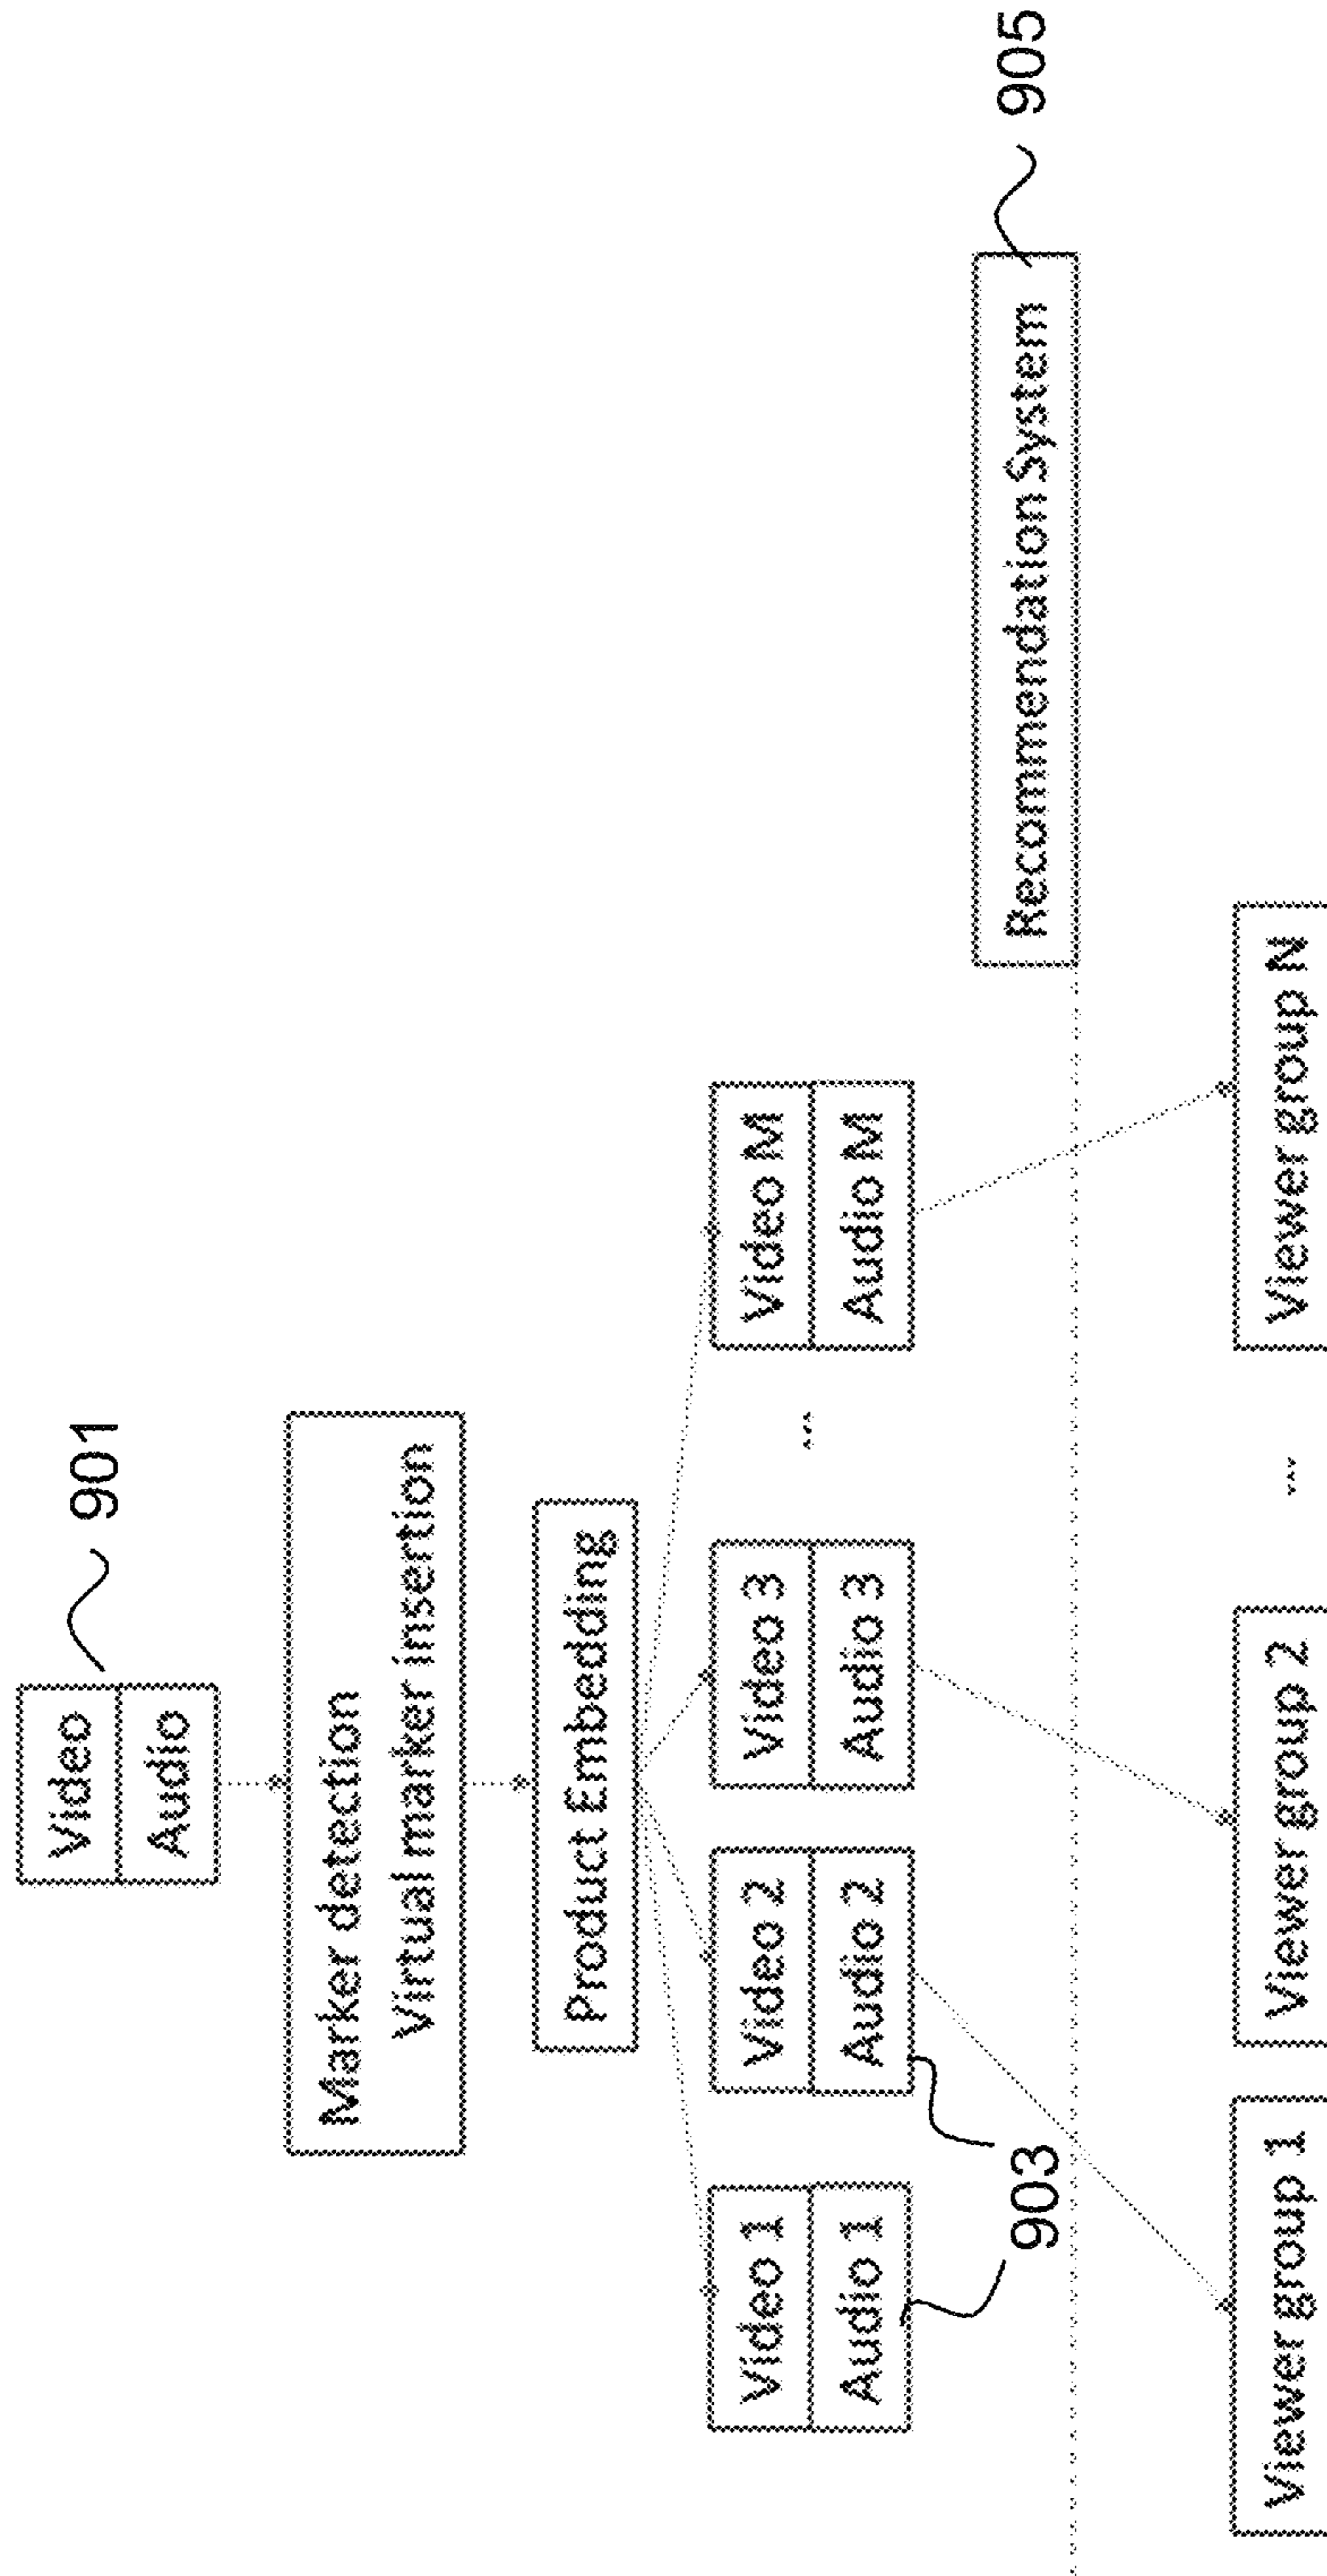 Video
Audio
901
Marker detection
Virtual marker insertion
Product Embedding
Video 1
Audio 1
Video 2
Audio 2
Video 3
Audio 3
...
Video M
Audio M
903
Recommendation System
905
Viewer group 1
Viewer group 2
...
Viewer group N